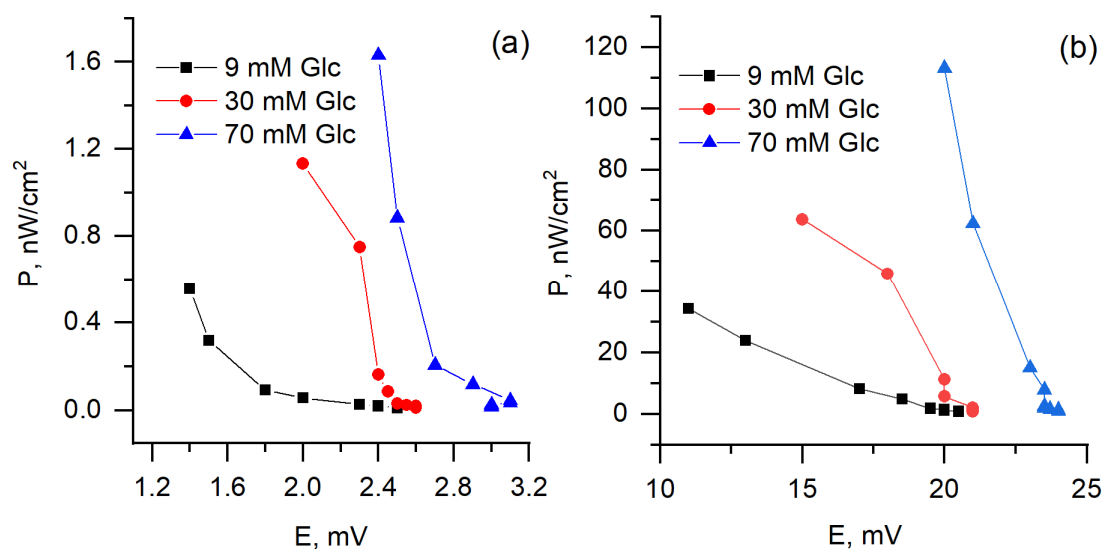 (a)
9 mM Glc
30 mM Glc
70 mM Glc
P, nW/cm²
1.6
1.2
0.8
0.4
0.0
1.2 1.6 2.0 2.4 2.8 3.2
E, mV
(b)
9 mM Glc
30 mM Glc
70 mM Glc
P, nW/cm²
120
100
80
60
40
20
0
10 15 20 25
E, mV